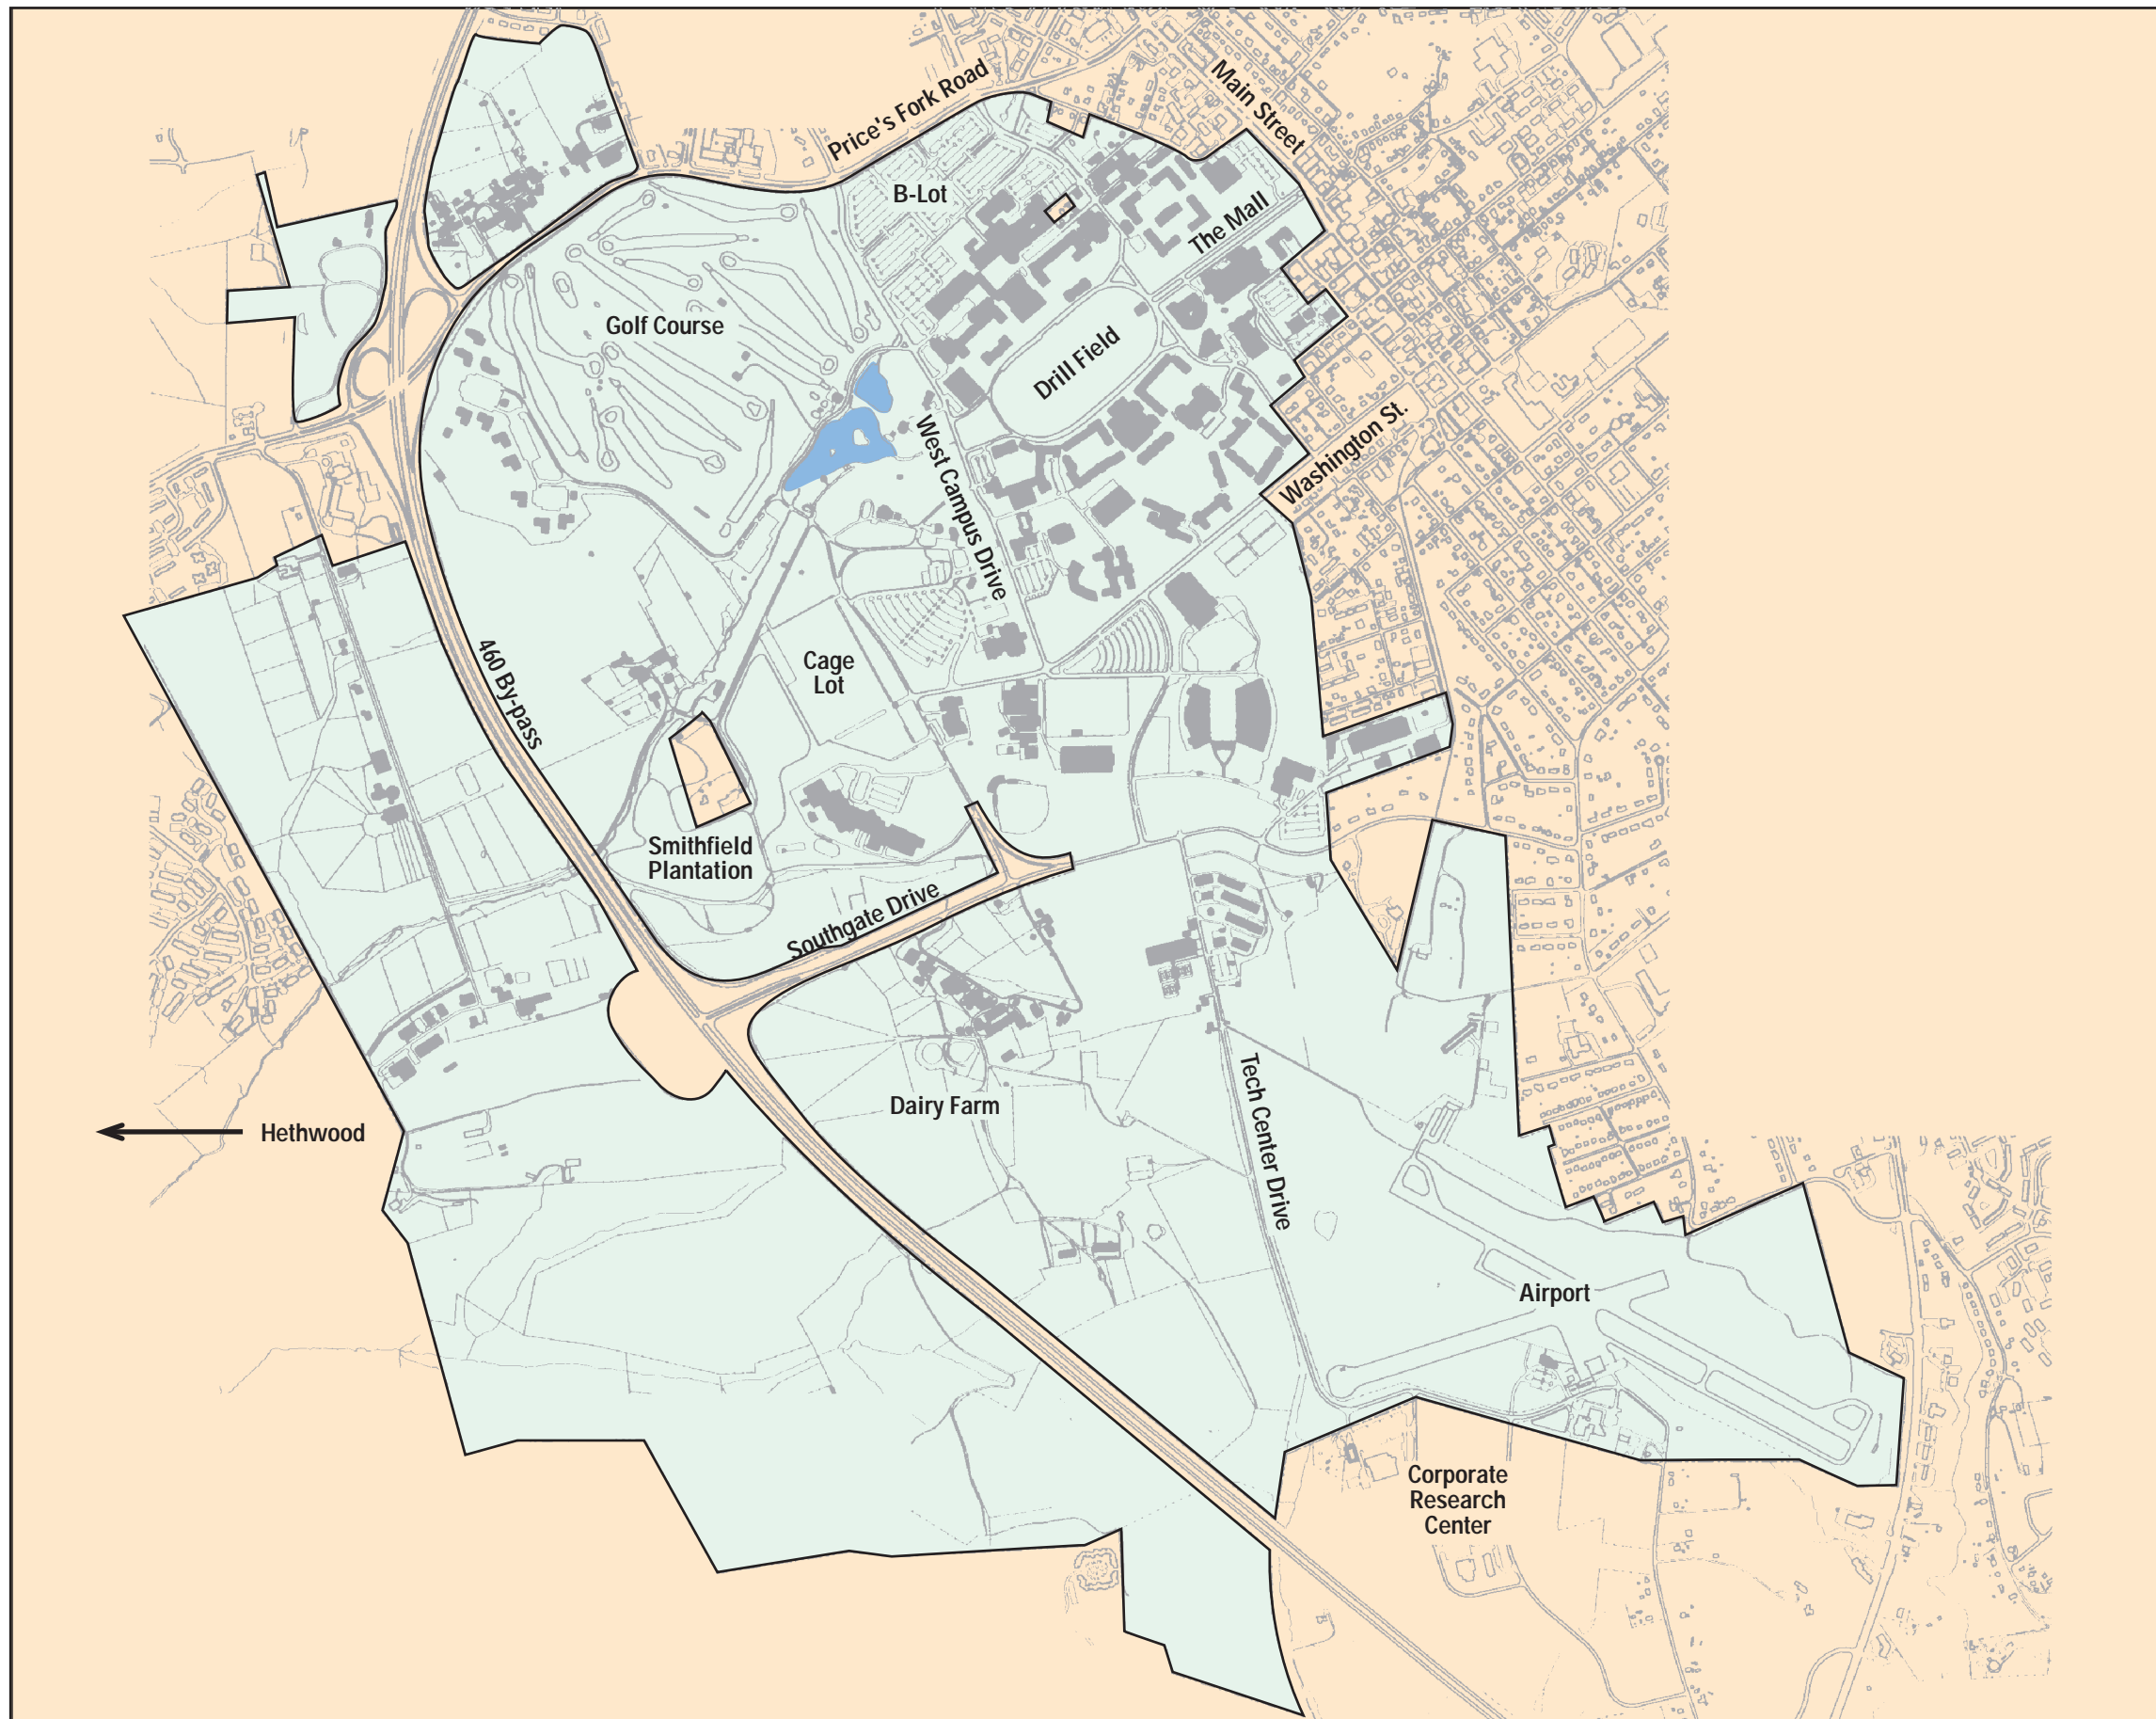 Price's Fork Road
Main Street
B-Lot
The Mall
Golf Course
Drill Field
West Campus Drive
Washington St.
460 By-pass
Cage
Lot
Smithfield
Plantation
Southgate Drive
Dairy Farm
Tech Center Drive
Hethwood
Airport
Corporate
Research
Center